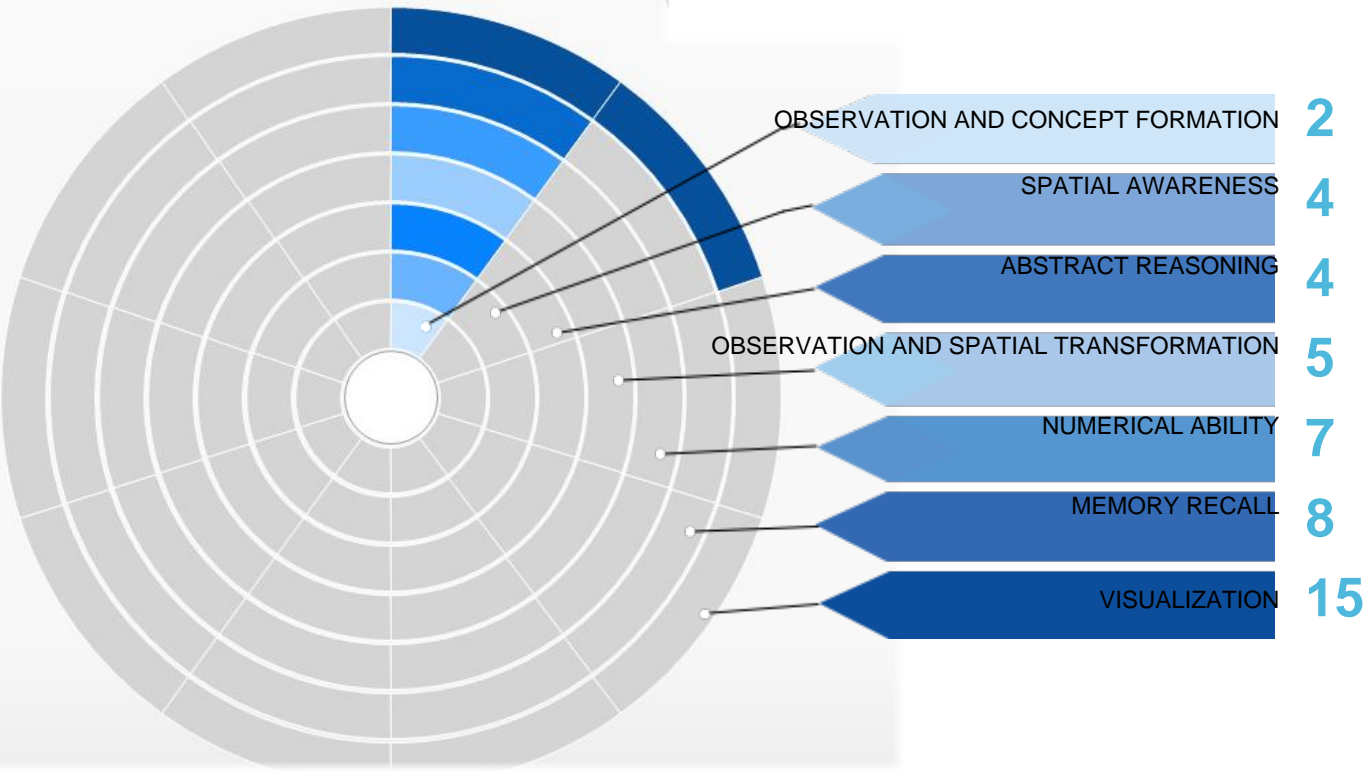 OBSERVATION AND CONCEPT FORMATION 2
SPATIAL AWARENESS 4
ABSTRACT REASONING 4
OBSERVATION AND SPATIAL TRANSFORMATION 5
NUMERICAL ABILITY 7
MEMORY RECALL 8
VISUALIZATION 15